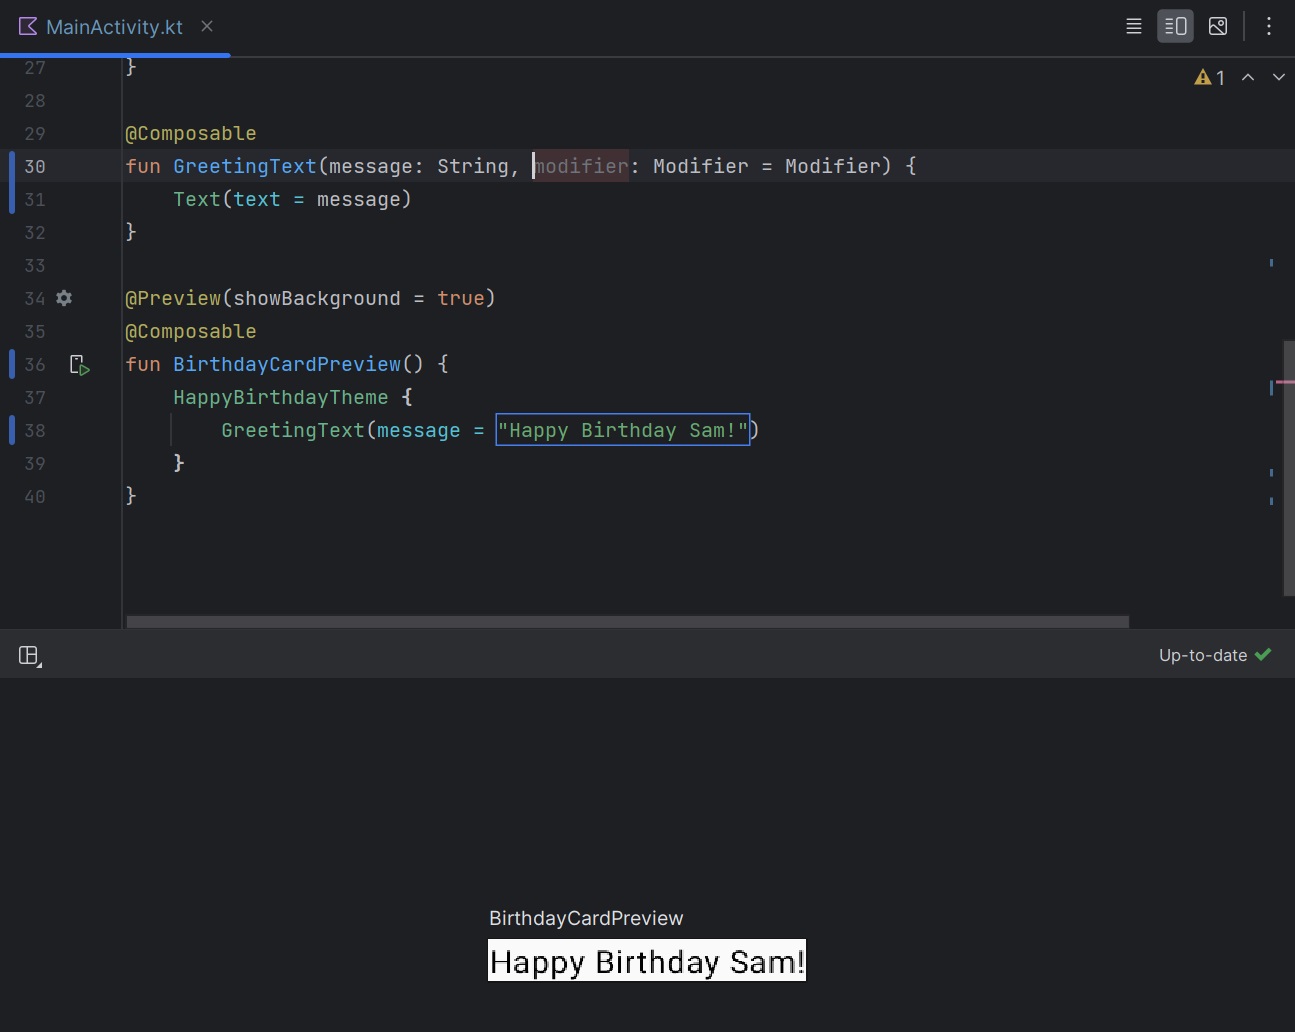 MainActivity.kt
1
27 }
28
29 @Composable
30 fun GreetingText(message: String, modifier: Modifier = Modifier) {
31     Text(text = message)
32 }
33
34 @Preview(showBackground = true)
35 @Composable
36 fun BirthdayCardPreview() {
37     HappyBirthdayTheme {
38         GreetingText(message = "Happy Birthday Sam!")
39     }
40 }
Up-to-date
BirthdayCardPreview
Happy Birthday Sam!